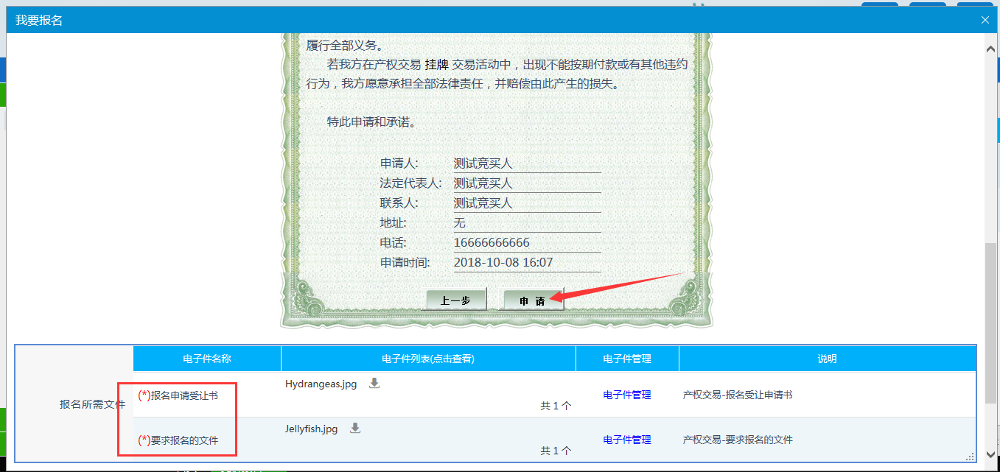 我要报名
履行全部义务。
若我方在产权交易 挂牌 交易活动中，出现不能按期付款或有其他违约
行为，我方愿意承担全部法律责任，并赔偿由此产生的损失。
特此申请和承诺。
申请人: 测试竞买人
法定代表人: 测试竞买人
联系人: 测试竞买人
地址: 无
电话: 16666666666
申请时间: 2018-10-08 16:07
上一步 申 请
电子件名称 电子件列表(点击查看) 电子件管理 说明
报名所需文件
(*)报名申请受让书 Hydrangeas.jpg 共 1 个 电子件管理 产权交易-报名受让申请书
(*)要求报名的文件 Jellyfish.jpg 共 1 个 电子件管理 产权交易-要求报名的文件